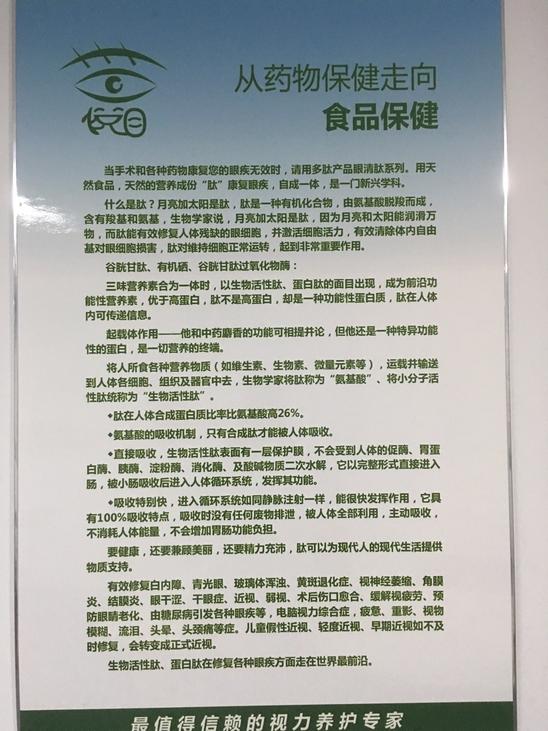 悦目
从药物保健走向
食品保健
当手术和各种药物康复您的眼疾无效时，请用多肽产品眼清肽系列。用天
然食品，天然的营养成份“肽”康复眼疾，自成一体，是一门新兴学科。
什么是肽？月亮加太阳是肽，肽是一种有机化合物，由氨基酸脱羧而成，
含有羧基和氨基，生物学家说，月亮加太阳是肽，因为月亮和太阳能润滑万
物，而肽能有效修复人体残缺的眼细胞，并激活细胞活力，有效清除体内自由
基对眼细胞损害，肽对维持细胞正常运转，起到非常重要作用。
谷胱甘肽、有机硒、谷胱甘肽过氧化物酶：
三味营养素合为一体时，以生物活性肽、蛋白肽的面目出现，成为前沿功
能性营养素，优于高蛋白，肽不是高蛋白，却是一种功能性蛋白质，肽在人体
内可传递信息。
起载体作用——他和中药麝香的功能可相提并论，但他还是一种特异功能
性的蛋白，是一切营养的终端。
将人所食各种营养物质（如维生素、生物素、微量元素等），运载并输送
到人体各细胞、组织及器官中去，生物学家将肽称为“氨基酸”、将小分子活
性肽统称为“生物活性肽”。
◆肽在人体合成蛋白质比率比氨基酸高26%。
◆氨基酸的吸收机制，只有合成肽才能被人体吸收。
◆直接吸收，生物活性肽表面有一层保护膜，不会受到人体的促酶、胃蛋
白酶、胰酶、淀粉酶、消化酶、及酸碱物质二次水解，它以完整形式直接进入小
肠，被小肠吸收后进入人体循环系统，发挥其功能。
◆吸收特别快，进入循环系统如同静脉注射一样，能很快发挥作用，它具
有100%吸收特点，吸收时没有任何废物排泄，被人体全部利用，主动吸收，
不消耗人体能量，不会增加胃肠功能负担。
要健康，还要兼顾美丽，还要精力充沛，肽可以为现代人的现代生活提供
物质支持。
有效修复白内障、青光眼、玻璃体浑浊、黄斑退化症、视神经萎缩、角膜
炎、结膜炎、眼干涩、干眼症、近视、弱视、术后伤口愈合、缓解视疲劳、预
防眼睛老化、由糖尿病引发各种眼疾等，电脑视力综合症，疲惫、重影、视物
模糊、流泪、头晕、头颈痛等症。儿童假性近视、轻度近视、早期近视如不及
时修复，会转变成正式近视。
生物活性肽、蛋白肽在修复各种眼疾方面走在世界最前沿。
最值得信赖的视力养护专家